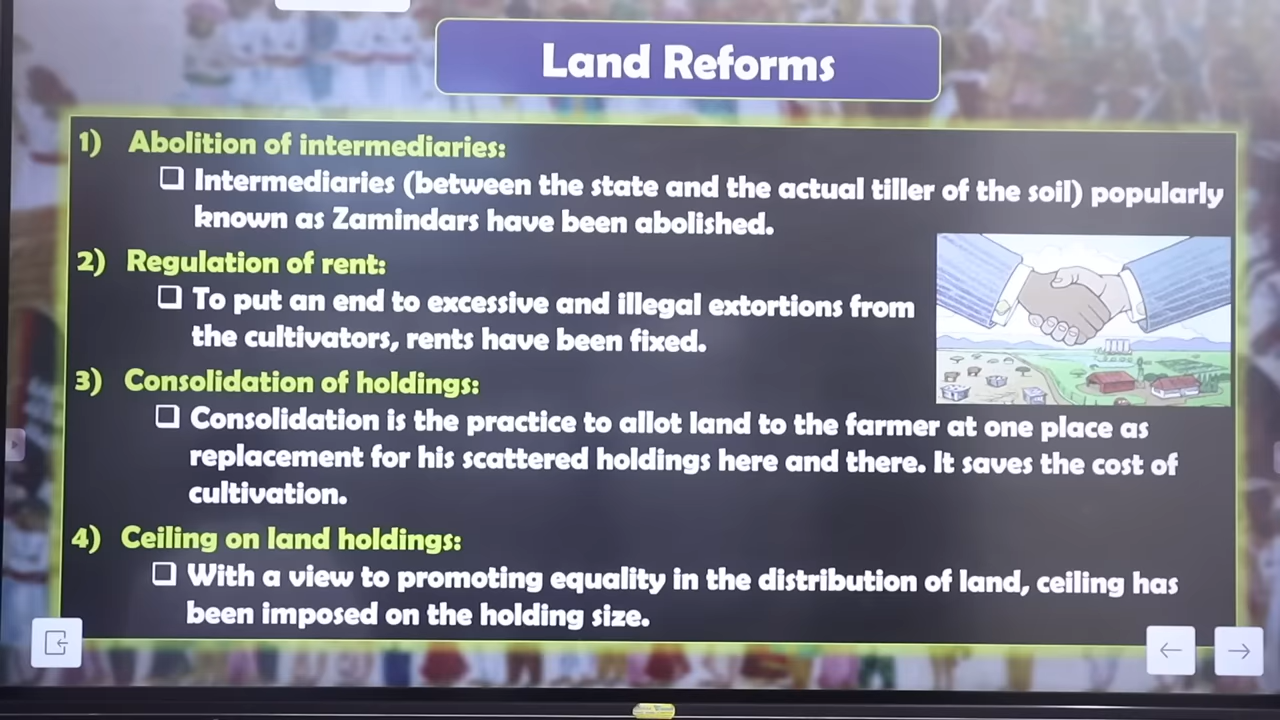 Land Reforms
1) Abolition of intermediaries:
❑ Intermediaries (between the state and the actual tiller of the soil) popularly
known as Zamindars have been abolished.
2) Regulation of rent:
❑ To put an end to excessive and illegal extortions from
the cultivators, rents have been fixed.
3) Consolidation of holdings:
❑ Consolidation is the practice to allot land to the farmer at one place as
replacement for his scattered holdings here and there. It saves the cost of
cultivation.
4) Ceiling on land holdings:
❑ With a view to promoting equality in the distribution of land, ceiling has
been imposed on the holding size.